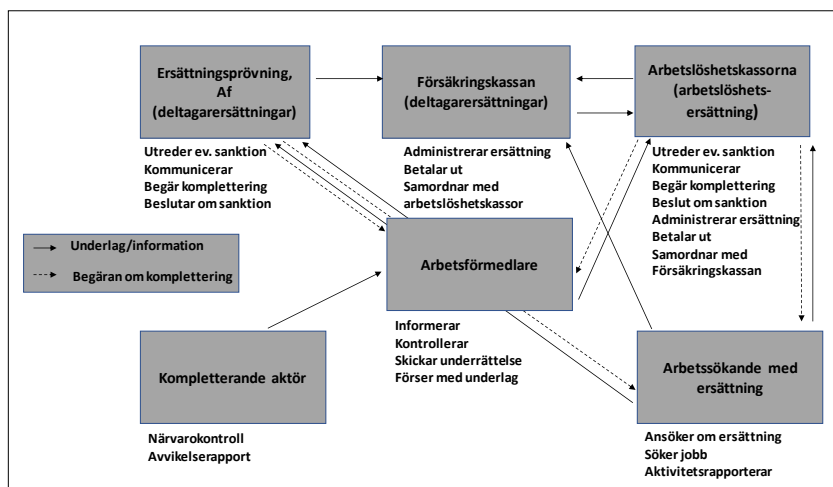 Ersättningsprövning,
Af
(deltagarersättningar)
Utreder ev. sanktion
Kommunicerar
Begär komplettering
Beslutar om sanktion
Försäkringskassan
(deltagarersättningar)
Administrerar ersättning
Betalar ut
Samordnar med
arbetslöshetskassor
Arbetslöshetskassorna
(arbetslöshets-
ersättning)
Utreder ev. sanktion
Kommunicerar
Begär komplettering
Beslut om sanktion
Administrerar ersättning
Betalar ut
Samordnar med
Försäkringskassan
Underlag/information
Begäran om komplettering
Arbetsförmedlare
Informerar
Kontrollerar
Skickar underrättelse
Förser med underlag
Kompletterande aktör
Närvarokontroll
Avvikelserapport
Arbetssökande med
ersättning
Ansöker om ersättning
Söker jobb
Aktivitetsrapporterar